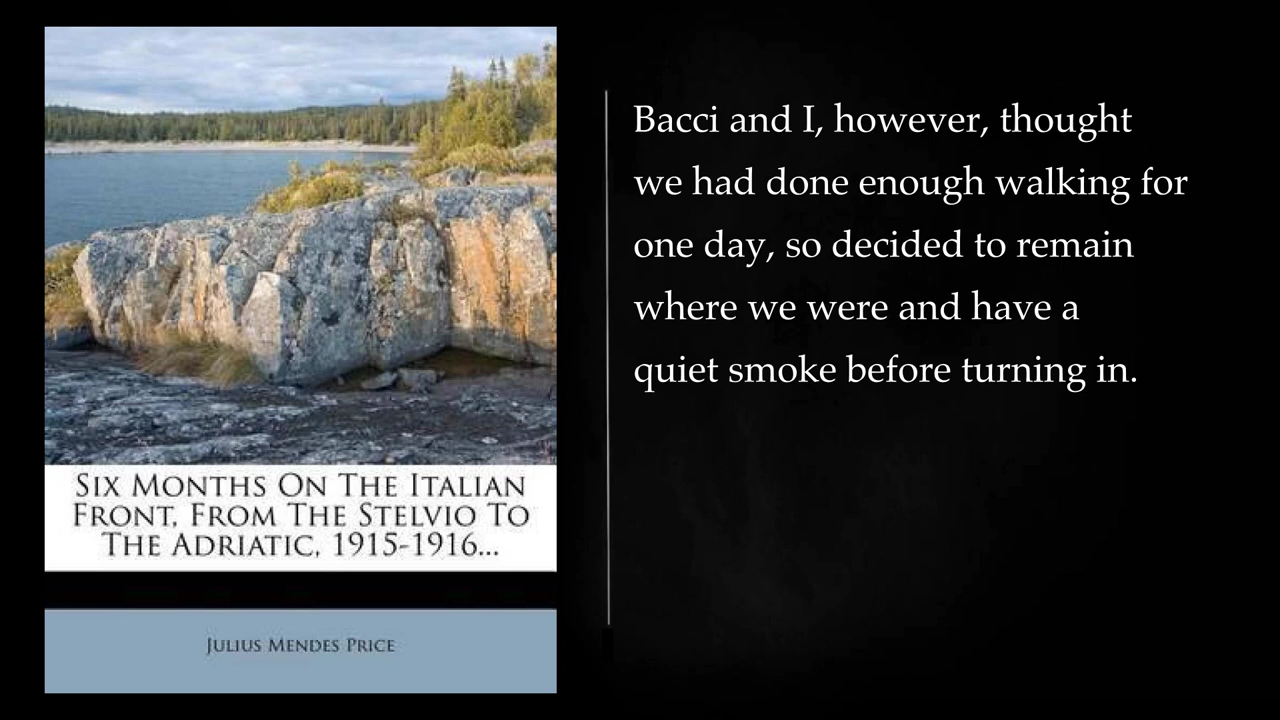 Bacci and I, however, thought
we had done enough walking for
one day, so decided to remain
where we were and have a
quiet smoke before turning in.
Six Months On The Italian
Front, From The Stelvio To
The Adriatic, 1915-1916...
Julius Mendes Price